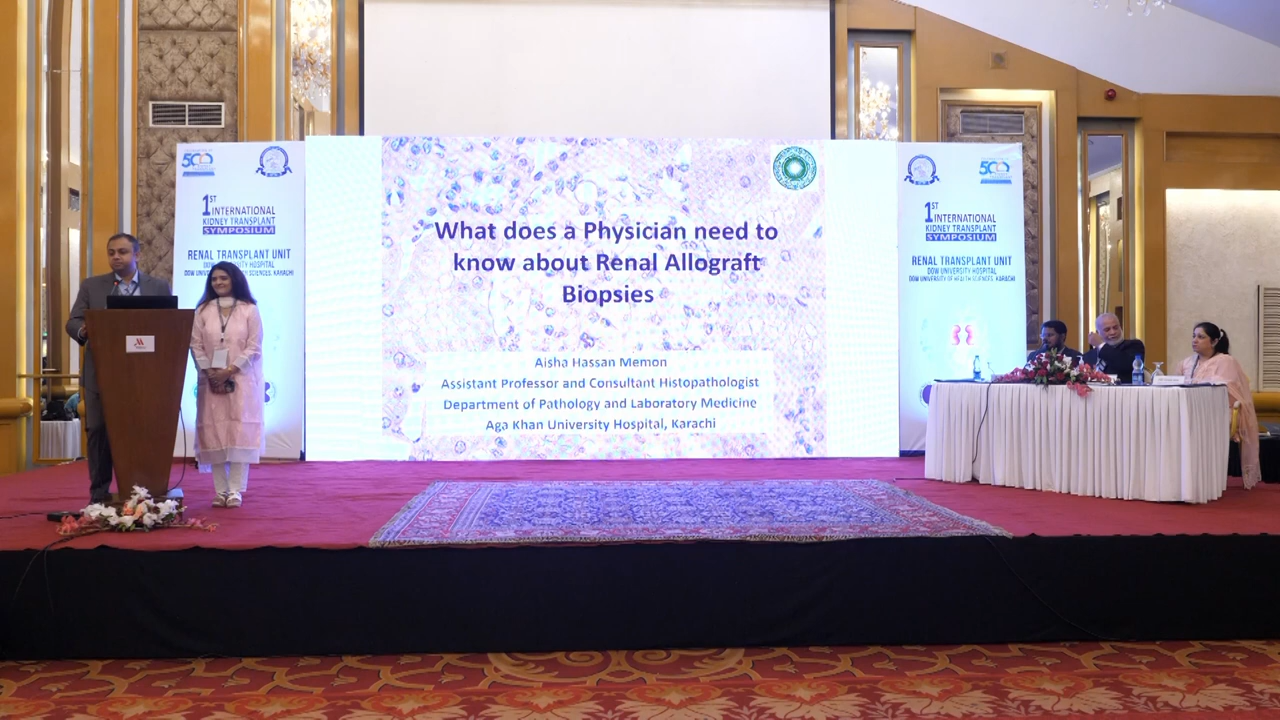 500
1ST
INTERNATIONAL
KIDNEY TRANSPLANT
SYMPOSIUM
RENAL TRANSPLANT UNIT
DOW UNIVERSITY HOSPITAL
DOW UNIVERSITY OF HEALTH SCIENCES, KARACHI
What does a Physician need to
know about Renal Allograft
Biopsies
Aisha Hassan Memon
Assistant Professor and Consultant Histopathologist
Department of Pathology and Laboratory Medicine
Aga Khan University Hospital, Karachi
500
1ST
INTERNATIONAL
KIDNEY TRANSPLANT
SYMPOSIUM
RENAL TRANSPLANT UNIT
DOW UNIVERSITY HOSPITAL
DOW UNIVERSITY OF HEALTH SCIENCES, KARACHI